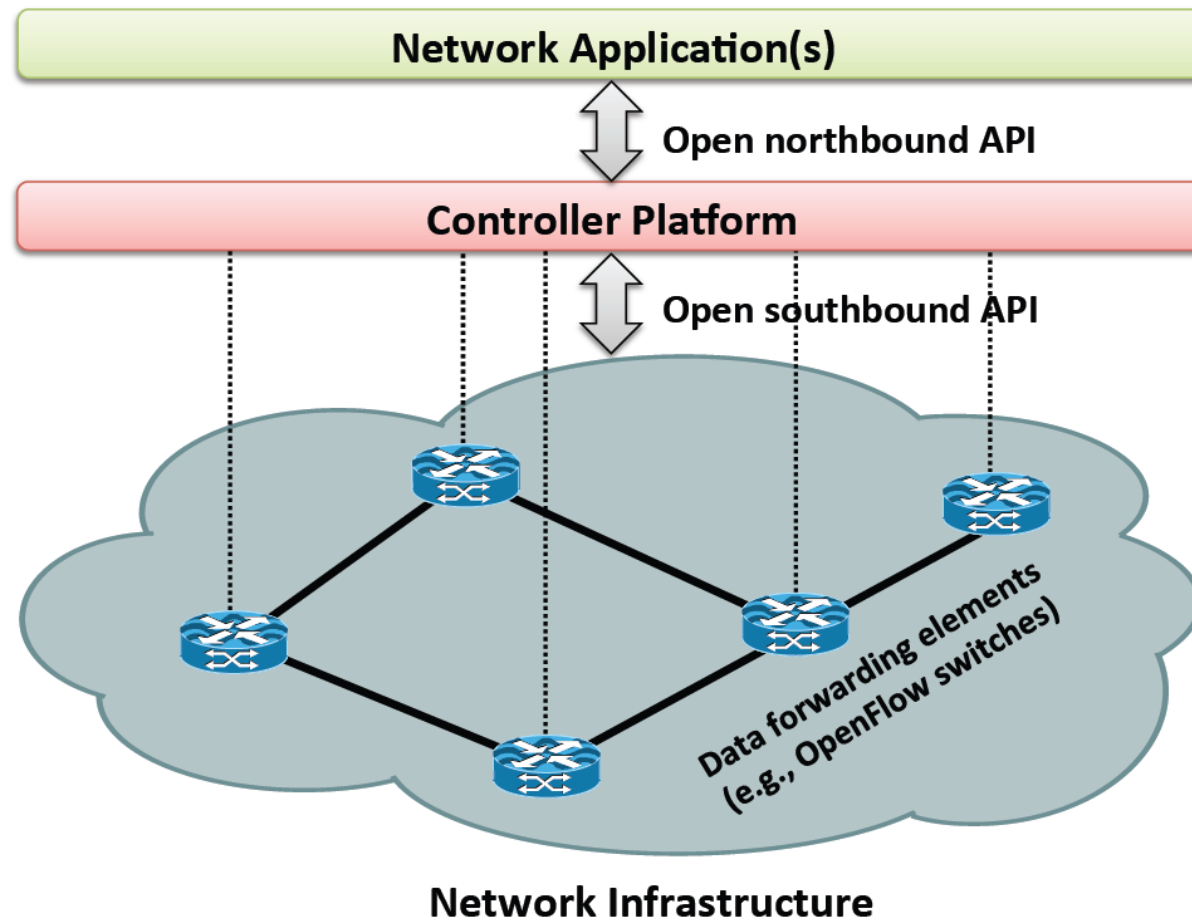 Network Application(s)
Open northbound API
Controller Platform
Open southbound API
Data forwarding elements
(e.g., OpenFlow switches)
Network Infrastructure